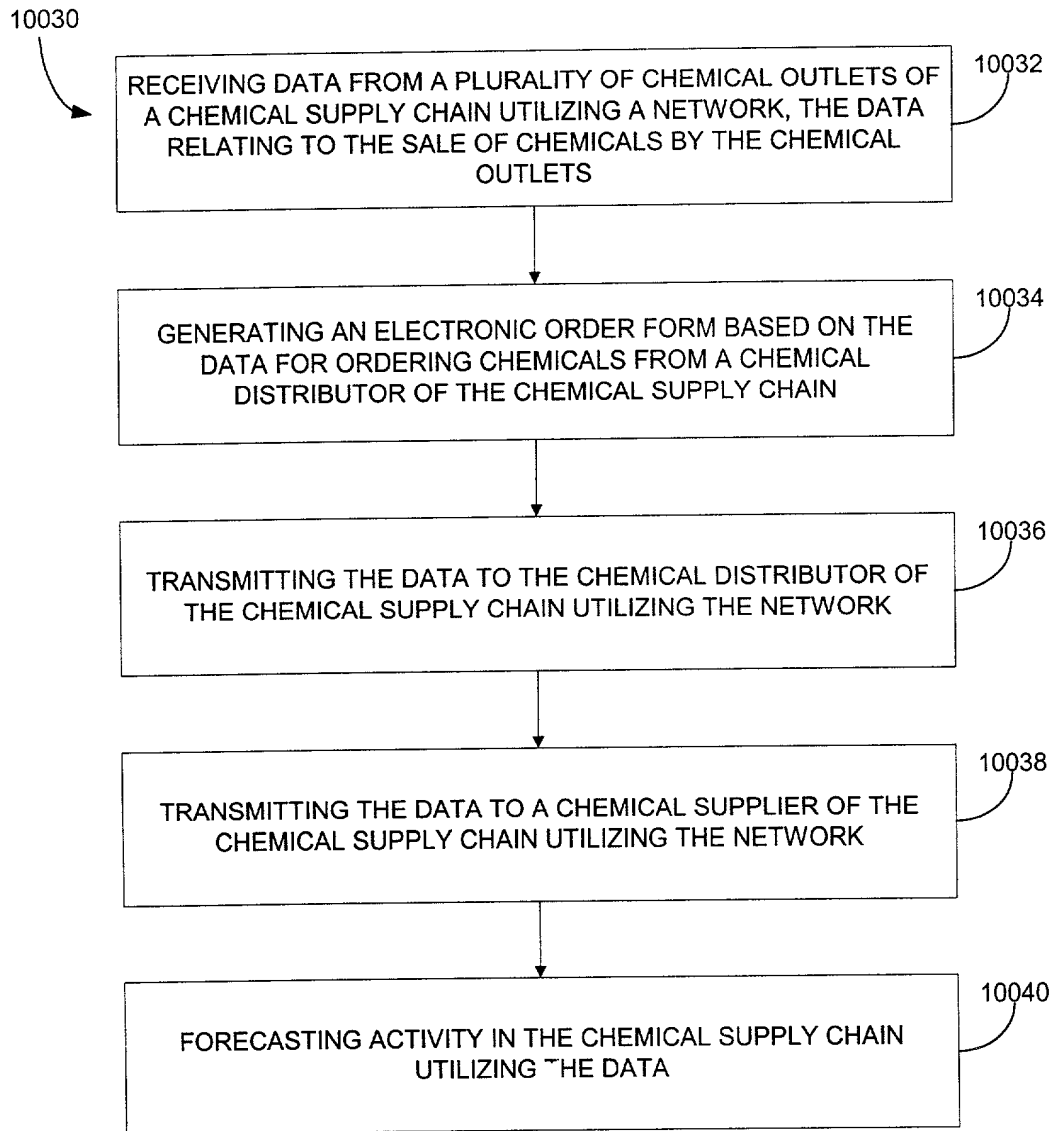 10030
RECEIVING DATA FROM A PLURALITY OF CHEMICAL OUTLETS OF
A CHEMICAL SUPPLY CHAIN UTILIZING A NETWORK, THE DATA
RELATING TO THE SALE OF CHEMICALS BY THE CHEMICAL
OUTLETS
10032
GENERATING AN ELECTRONIC ORDER FORM BASED ON THE
DATA FOR ORDERING CHEMICALS FROM A CHEMICAL
DISTRIBUTOR OF THE CHEMICAL SUPPLY CHAIN
10034
TRANSMITTING THE DATA TO THE CHEMICAL DISTRIBUTOR OF
THE CHEMICAL SUPPLY CHAIN UTILIZING THE NETWORK
10036
TRANSMITTING THE DATA TO A CHEMICAL SUPPLIER OF THE
CHEMICAL SUPPLY CHAIN UTILIZING THE NETWORK
10038
FORECASTING ACTIVITY IN THE CHEMICAL SUPPLY CHAIN
UTILIZING THE DATA
10040